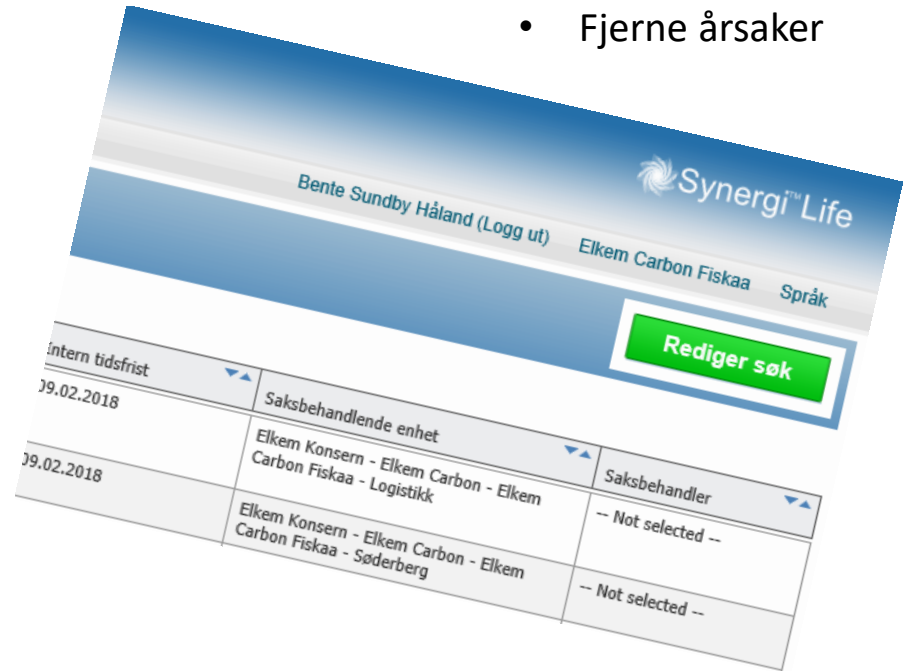 • Fjerne årsaker
Synergi™Life
Bente Sundby Håland (Logg ut) Elkem Carbon Fiskaa Språk
Rediger søk
Intern tidsfrist Saksbehandlende enhet Saksbehandler
09.02.2018 Elkem Konsern - Elkem Carbon - Elkem -- Not selected --
Carbon Fiskaa - Logistikk
09.02.2018 Elkem Konsern - Elkem Carbon - Elkem -- Not selected --
Carbon Fiskaa - Søderberg